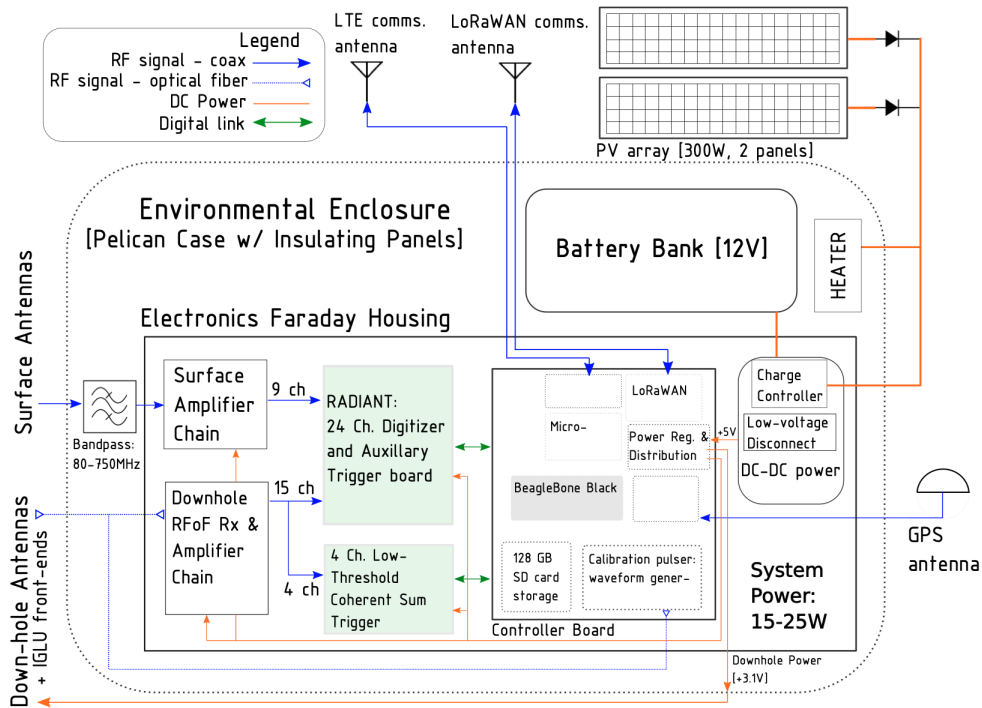 LTE comms.
antenna
LoRaWAN comms.
antenna
Legend
RF signal - coax
RF signal - optical fiber
DC Power
Digital link
PV array [300W, 2 panels]
Environmental Enclosure
[Pelican Case w/ Insulating Panels]
Battery Bank [12V]
HEATER
Electronics Faraday Housing
Surface Antennas
Bandpass:
80-750MHz
Surface
Amplifier
Chain
9 ch
RADIANT:
24 Ch. Digitizer
and Auxillary
Trigger board
LoRaWAN
Micro-
Power Reg. &
Distribution
+5V
Charge
Controller
Low-voltage
Disconnect
DC-DC power
BeagleBone Black
Down-hole Antennas
+ IGLU front-ends
Downhole
RFoF Rx &
Amplifier
Chain
15 ch
4 ch
4 Ch. Low-
Threshold
Coherent Sum
Trigger
128 GB
SD card
storage
Calibration pulser:
waveform gener-
Controller Board
GPS
antenna
System
Power:
15-25W
Downhole Power
[+3.1V]